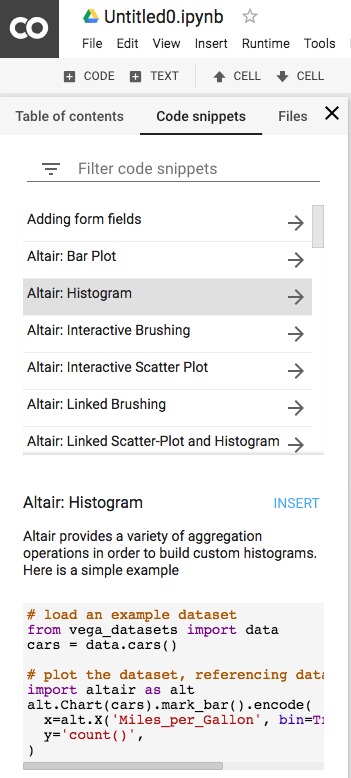 CO
Untitled0.ipynb
File Edit View Insert Runtime Tools
CODE TEXT CELL CELL
Table of contents Code snippets Files
Filter code snippets
Adding form fields
Altair: Bar Plot
Altair: Histogram
Altair: Interactive Brushing
Altair: Interactive Scatter Plot
Altair: Linked Brushing
Altair: Linked Scatter-Plot and Histogram
Altair: Histogram INSERT
Altair provides a variety of aggregation
operations in order to build custom histograms.
Here is a simple example
# load an example dataset
from vega_datasets import data
cars = data.cars()
# plot the dataset, referencing data
import altair as alt
alt.Chart(cars).mark_bar().encode(
x=alt.X('Miles_per_Gallon', bin=Tr
y='count()',
)